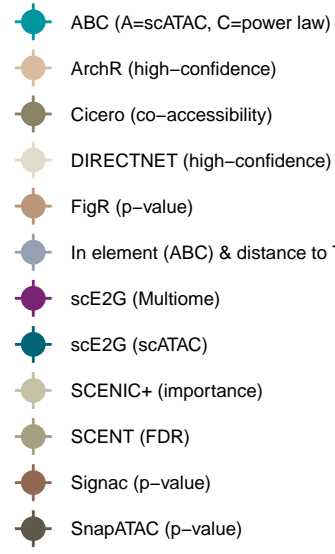 ABC (A=scATAC, C=power law)
ArchR (high−confidence)
Cicero (co−accessibility)
DIRECTNET (high−confidence)
FigR (p−value)
In element (ABC) & distance to
scE2G (Multiome)
scE2G (scATAC)
SCENIC+ (importance)
SCENT (FDR)
Signac (p−value)
SnapATAC (p−value)